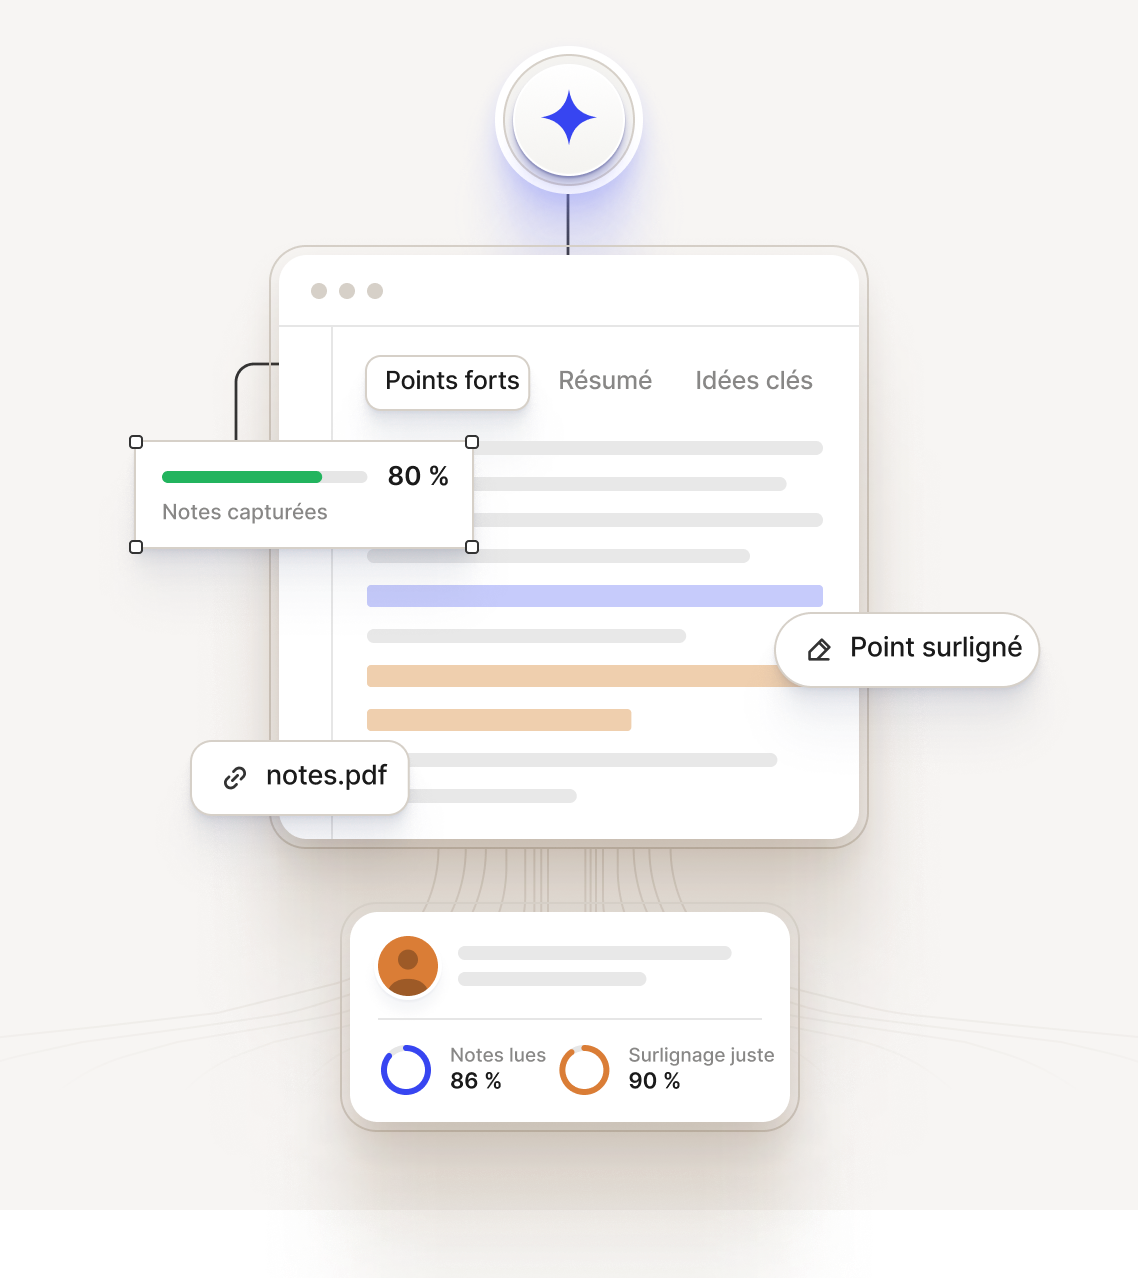 Points forts
Résumé
Idées clés
80 %
Notes capturées
Point surligné
notes.pdf
Notes lues
86 %
Surlignage juste
90 %